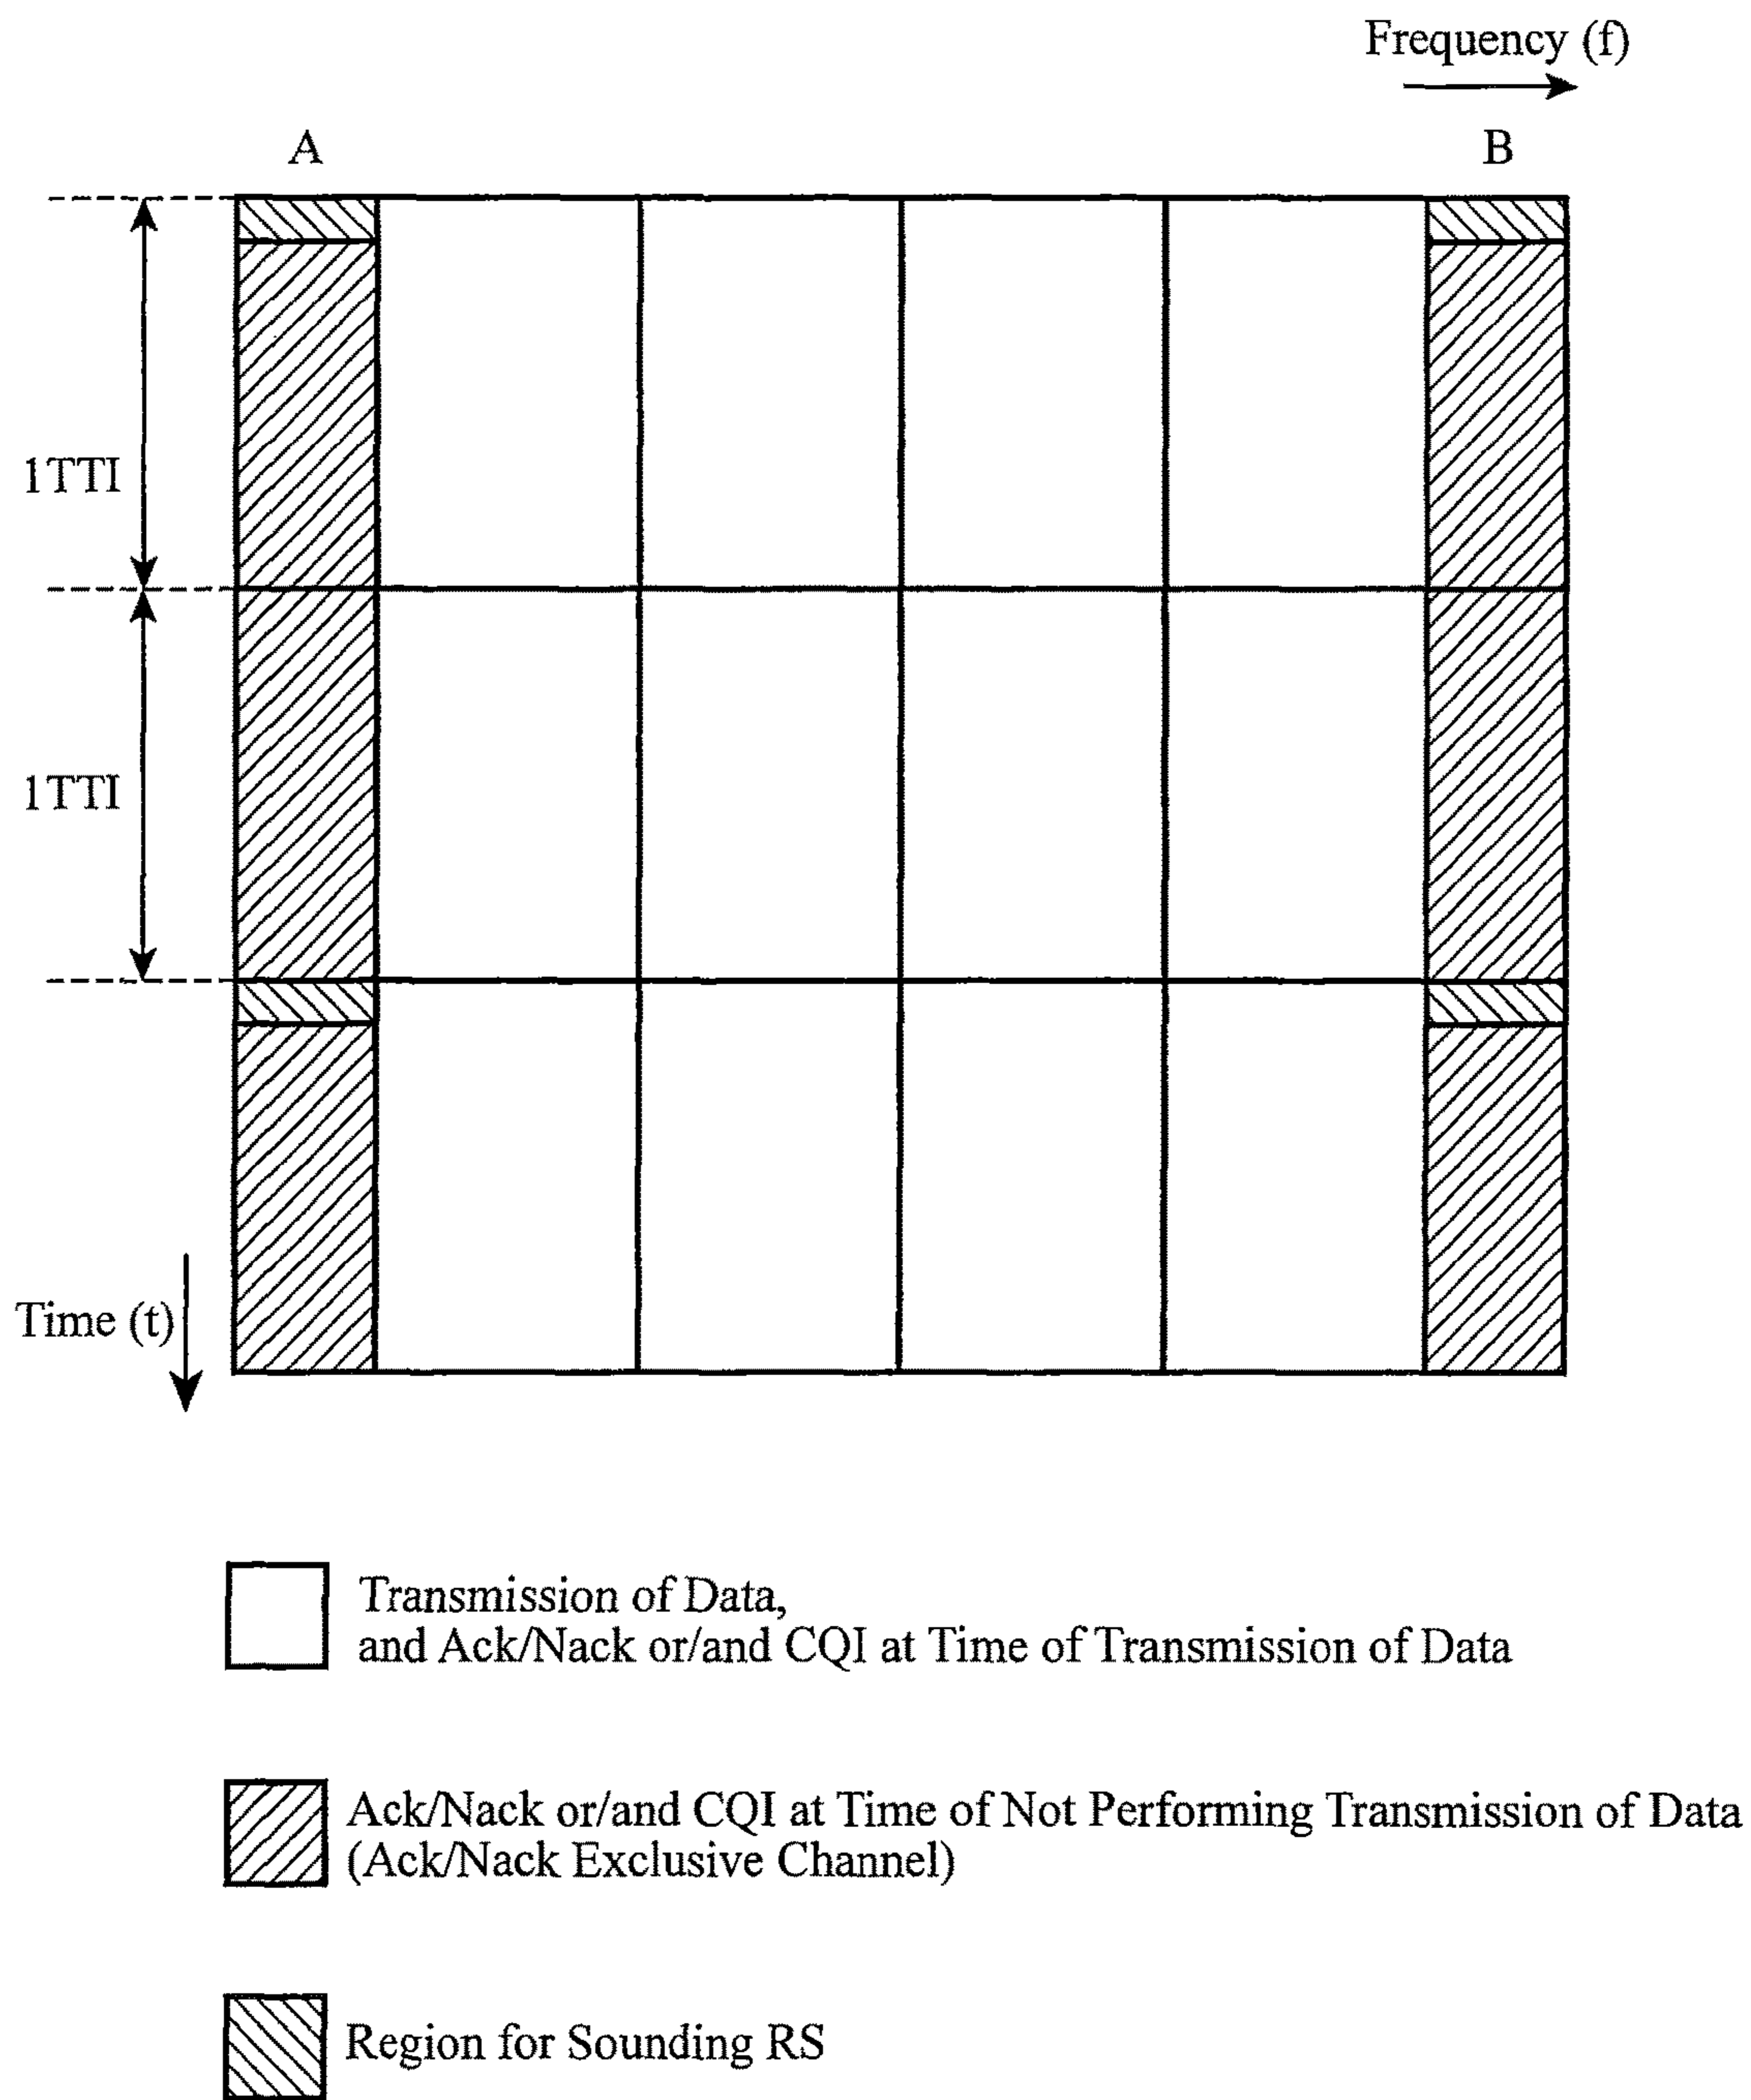 Frequency (f)
A
B
1TTI
1TTI
Time (t)
Transmission of Data,
and Ack/Nack or/and CQI at Time of Transmission of Data
Ack/Nack or/and CQI at Time of Not Performing Transmission of Data
(Ack/Nack Exclusive Channel)
Region for Sounding RS